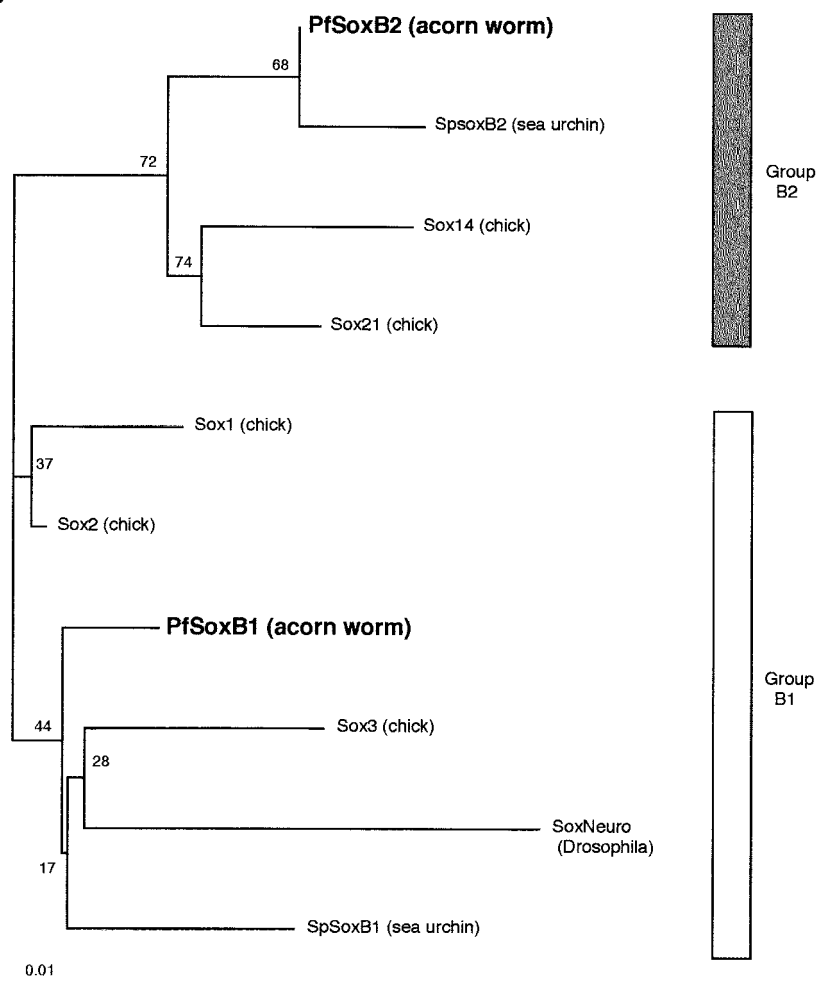 PfSoxB2 (acorn worm)
68
SpsoxB2 (sea urchin)
72
Group
B2
Sox14 (chick)
74
Sox21 (chick)
Sox1 (chick)
37
Sox2 (chick)
PfSoxB1 (acorn worm)
Group
B1
44
Sox3 (chick)
28
SoxNeuro
(Drosophila)
17
SpSoxB1 (sea urchin)
0.01